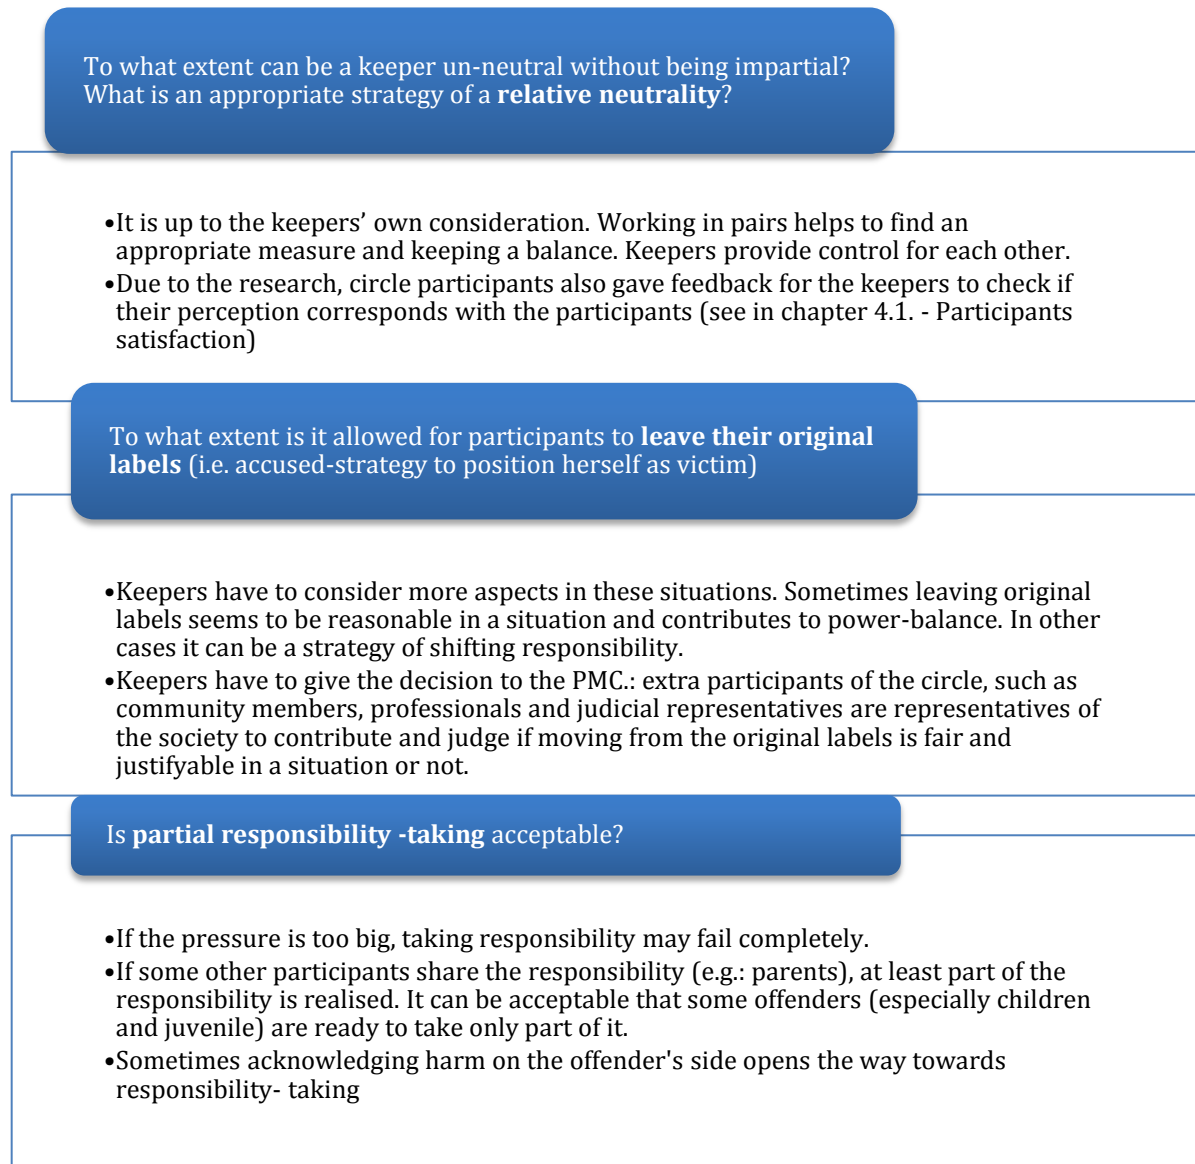 To what extent can be a keeper un-neutral without being impartial?
What is an appropriate strategy of a relative neutrality?
•It is up to the keepers’ own consideration. Working in pairs helps to find an
appropriate measure and keeping a balance. Keepers provide control for each other.
•Due to the research, circle participants also gave feedback for the keepers to check if
their perception corresponds with the participants (see in chapter 4.1. - Participants
satisfaction)
To what extent is it allowed for participants to leave their original
labels (i.e. accused-strategy to position herself as victim)
•Keepers have to consider more aspects in these situations. Sometimes leaving original
labels seems to be reasonable in a situation and contributes to power-balance. In other
cases it can be a strategy of shifting responsibility.
•Keepers have to give the decision to the PMC.: extra participants of the circle, such as
community members, professionals and judicial representatives are representatives of
the society to contribute and judge if moving from the original labels is fair and
justifyable in a situation or not.
Is partial responsibility -taking acceptable?
•If the pressure is too big, taking responsibility may fail completely.
•If some other participants share the responsibility (e.g.: parents), at least part of the
responsibility is realised. It can be acceptable that some offenders (especially children
and juvenile) are ready to take only part of it.
•Sometimes acknowledging harm on the offender's side opens the way towards
responsibility- taking